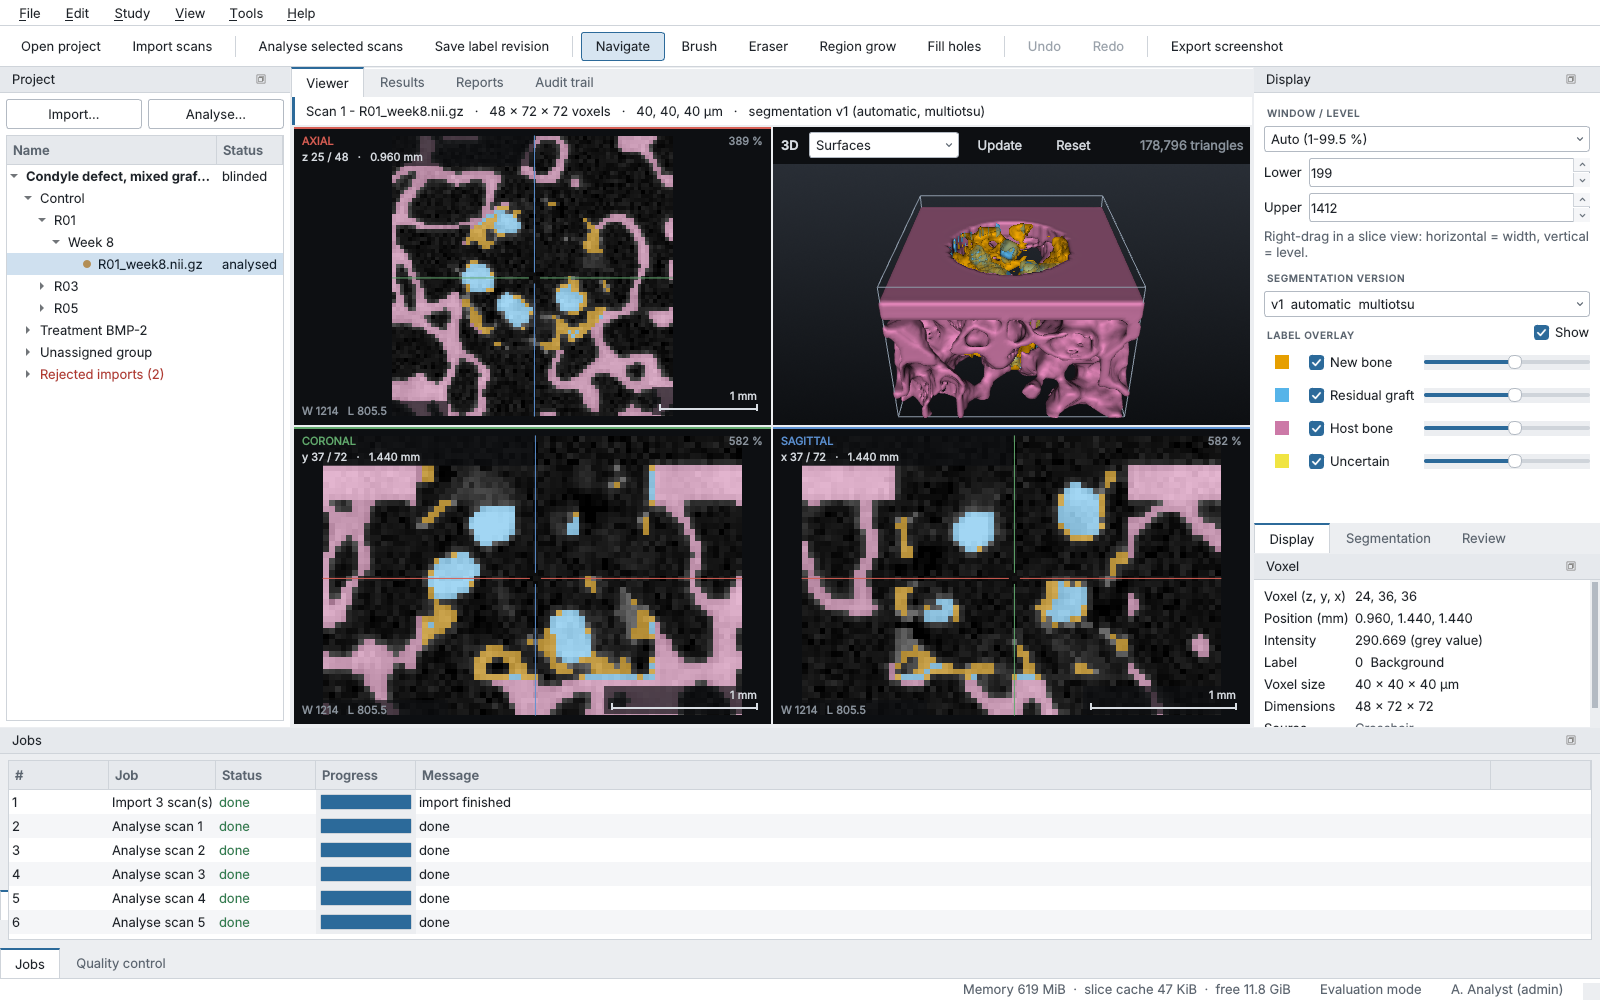 File Edit Study View Tools Help
Open project Import scans Analyse selected scans Save label revision Navigate Brush Eraser Region grow Fill holes Undo Redo Export screenshot
Project
Import... Analyse...
Name Status
Condyle defect, mixed graf... blinded
Control
R01
Week 8
R01_week8.nii.gz analysed
R03
R05
Treatment BMP-2
Unassigned group
Rejected imports (2)
Viewer Results Reports Audit trail
Scan 1 - R01_week8.nii.gz · 48 × 72 × 72 voxels · 40, 40, 40 µm · segmentation v1 (automatic, multiotsu)
AXIAL 389 %
z 25 / 48 · 0.960 mm
1 mm
W 1214 L 805.5
3D Surfaces Update Reset 178,796 triangles
CORONAL 582 %
y 37 / 72 · 1.440 mm
1 mm
W 1214 L 805.5
SAGITTAL 582 %
x 37 / 72 · 1.440 mm
1 mm
W 1214 L 805.5
Display
WINDOW / LEVEL
Auto (1-99.5 %)
Lower 199
Upper 1412
Right-drag in a slice view: horizontal = width, vertical
= level.
SEGMENTATION VERSION
v1 automatic multiotsu
LABEL OVERLAY Show
New bone
Residual graft
Host bone
Uncertain
Display Segmentation Review
Voxel
Voxel (z, y, x) 24, 36, 36
Position (mm) 0.960, 1.440, 1.440
Intensity 290.669 (grey value)
Label 0 Background
Voxel size 40 × 40 × 40 µm
Dimensions 48 × 72 × 72
Jobs
# Job Status Progress Message
1 Import 3 scan(s) done import finished
2 Analyse scan 1 done done
3 Analyse scan 2 done done
4 Analyse scan 3 done done
5 Analyse scan 4 done done
6 Analyse scan 5 done done
Jobs Quality control
Memory 619 MiB · slice cache 47 KiB · free 11.8 GiB Evaluation mode A. Analyst (admin)